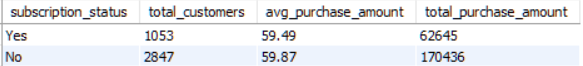 subscription_status total_customers avg_purchase_amount total_purchase_amount
Yes 1053 59.49 62645
No 2847 59.87 170436